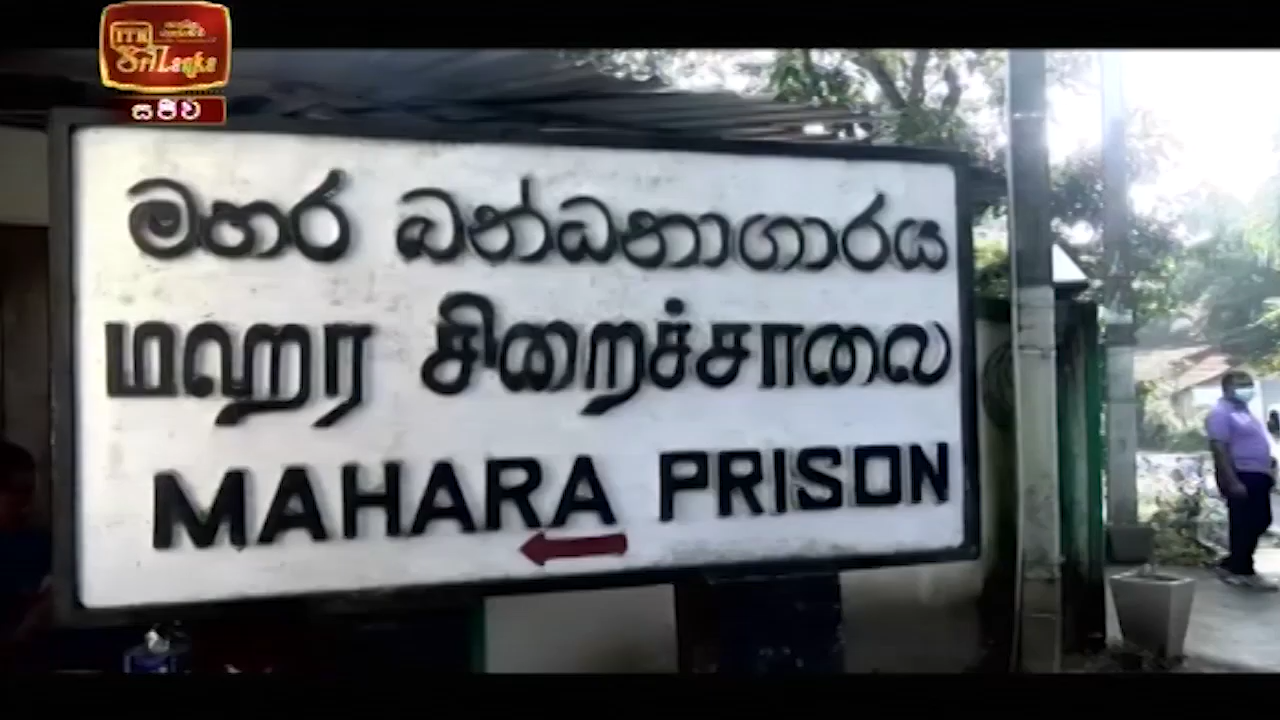 ITN
Sri Lanka
සජීව
මහර බන්ධනාගාරය
மஹர சிறைச்சாலை
MAHARA PRISON